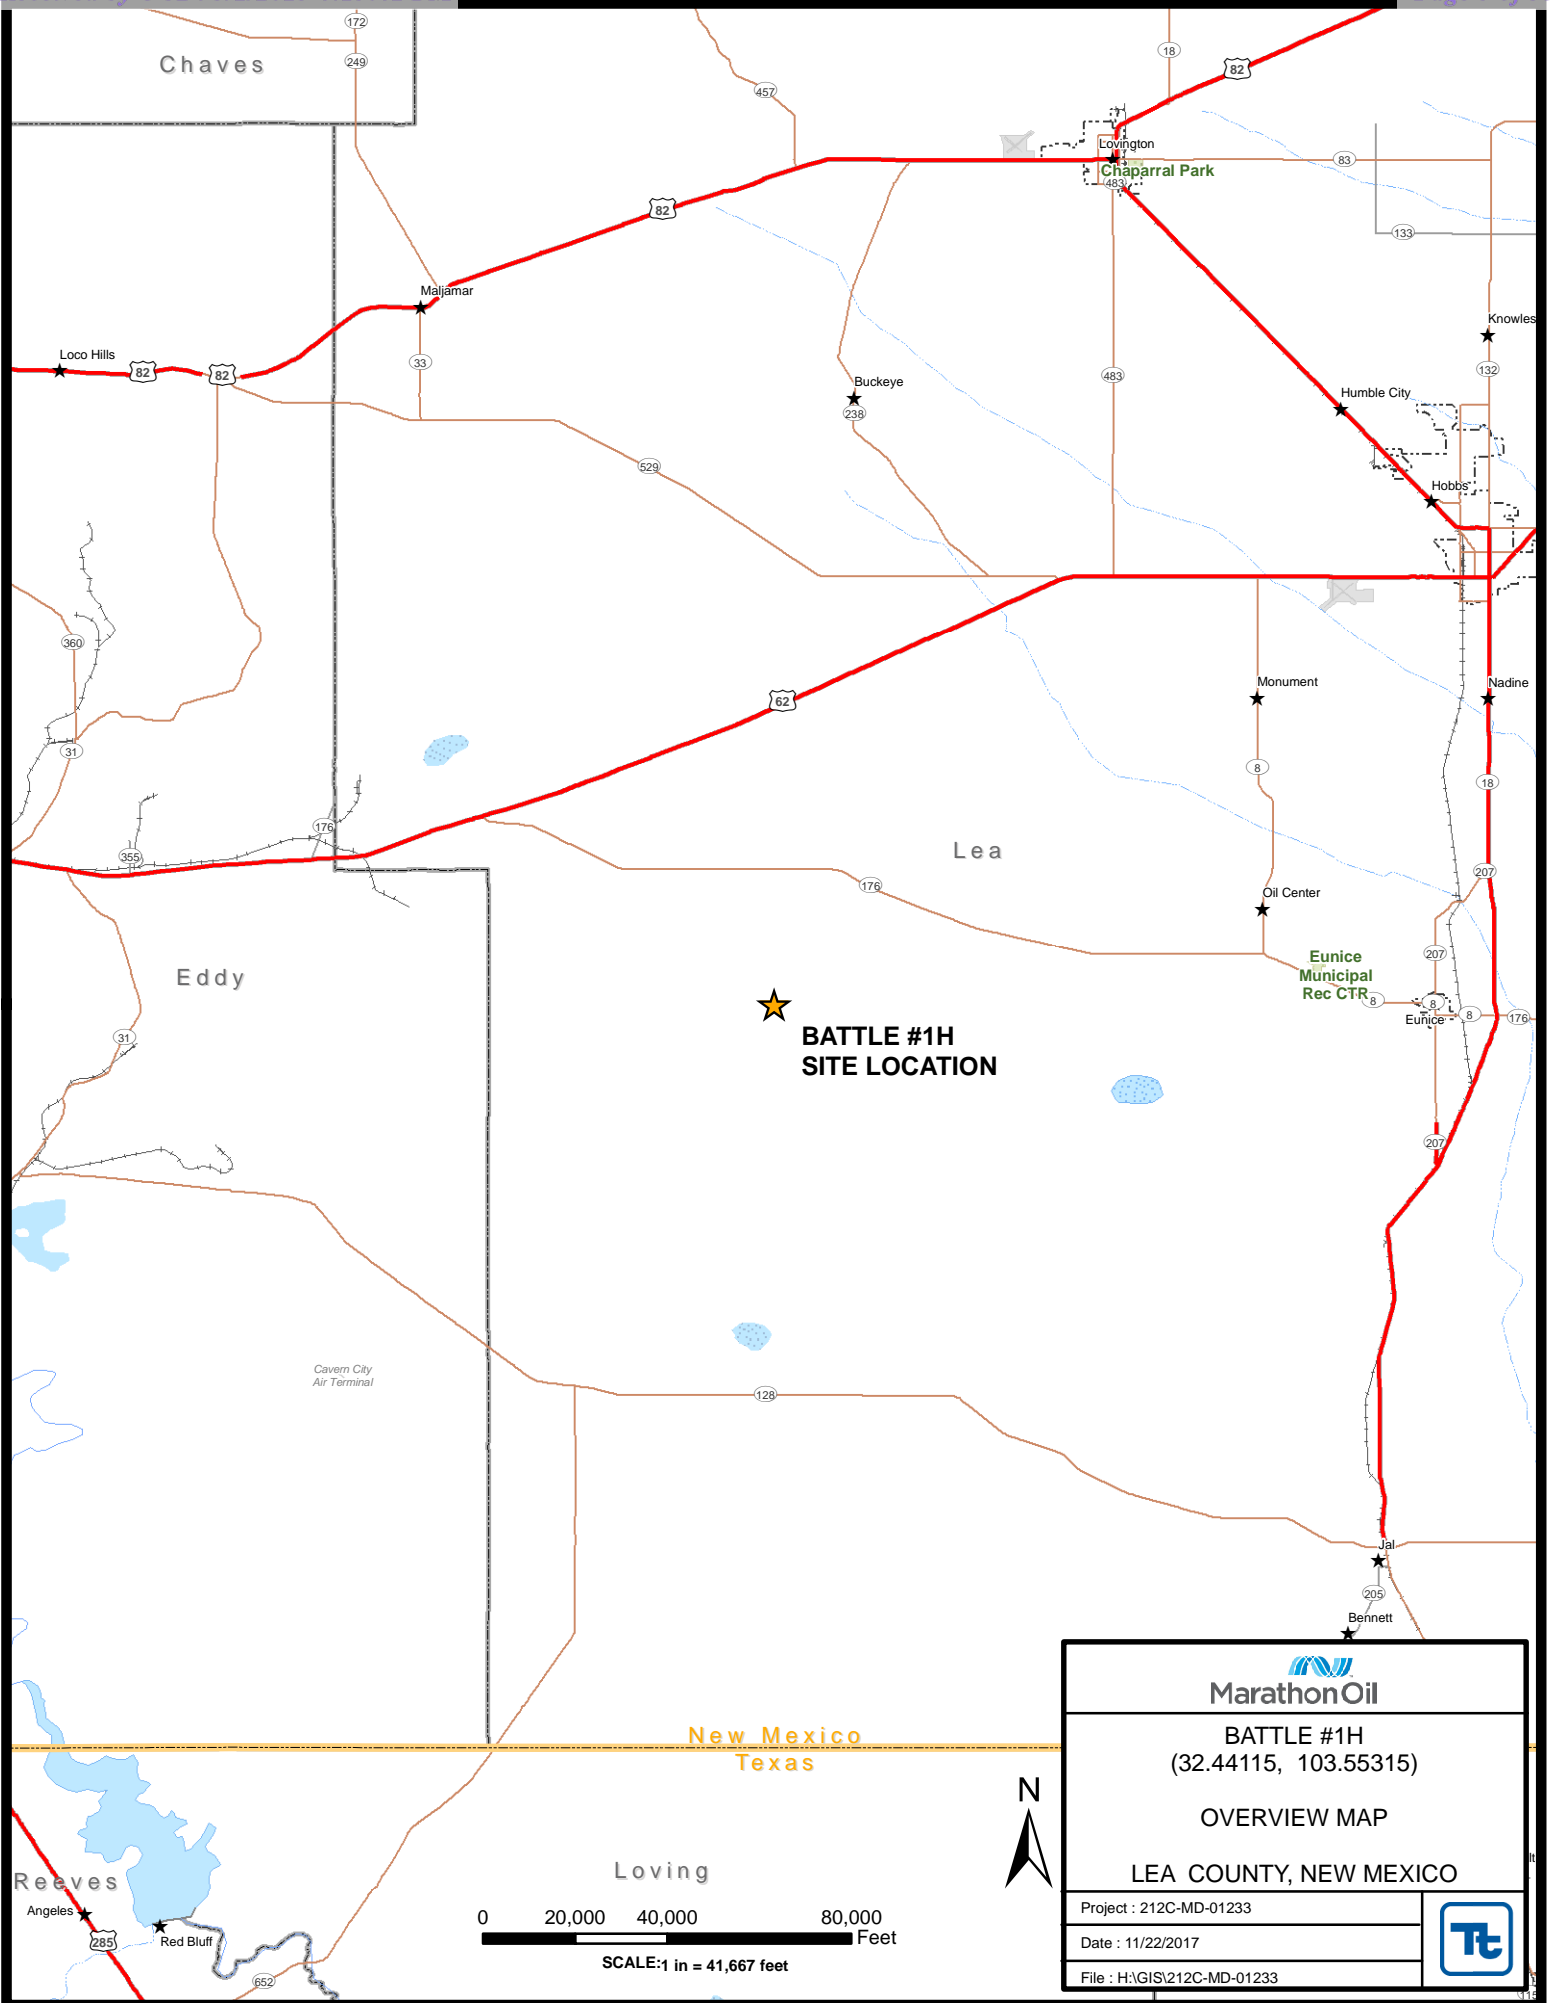 172
Chaves
249
18
82
457
Lovington
83
Chaparral Park
483
82
133
Maljamar
Knowles
Loco Hills
82
82
33
132
Buckeye
238
483
Humble City
529
Hobbs
360
Monument
Nadine
62
31
8
18
176
355
Lea
176
207
Oil Center
Eddy
207
Eunice
Municipal
Rec CTR
8
8
8
176
Eunice
BATTLE #1H
SITE LOCATION
31
207
Cavern City
Air Terminal
128
Jal
205
Bennett
Marathon Oil
New Mexico
Texas
BATTLE #1H
(32.44115, 103.55315)
N
OVERVIEW MAP
LEA COUNTY, NEW MEXICO
Reeves
Loving
Angeles
285
Red Bluff
652
0 20,000 40,000 80,000
Feet
SCALE:1 in = 41,667 feet
Project : 212C-MD-01233
Date : 11/22/2017
File : H:\GIS\212C-MD-01233
Tt
115